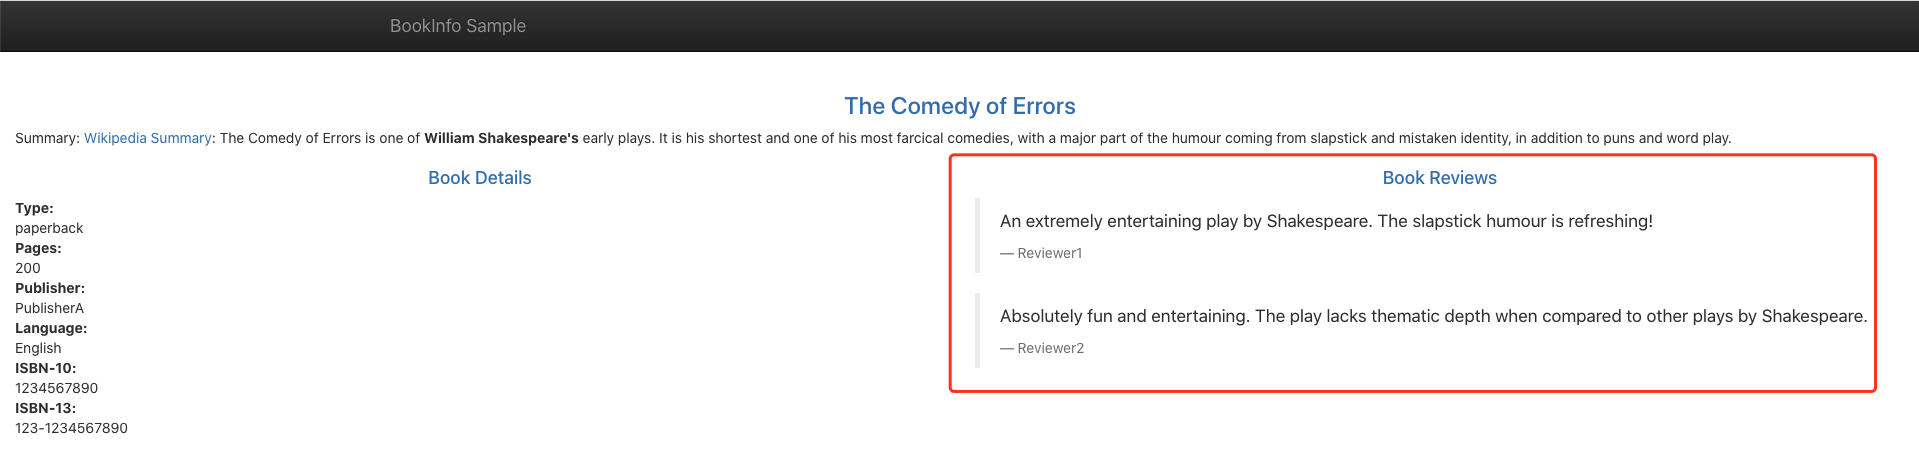 BookInfo Sample
The Comedy of Errors
Summary: Wikipedia Summary: The Comedy of Errors is one of William Shakespeare's early plays. It is his shortest and one of his most farcical comedies, with a major part of the humour coming from slapstick and mistaken identity, in addition to puns and word play.
Book Details
Type:
paperback
Pages:
200
Publisher:
PublisherA
Language:
English
ISBN-10:
1234567890
ISBN-13:
123-1234567890
Book Reviews
An extremely entertaining play by Shakespeare. The slapstick humour is refreshing!
— Reviewer1
Absolutely fun and entertaining. The play lacks thematic depth when compared to other plays by Shakespeare.
— Reviewer2